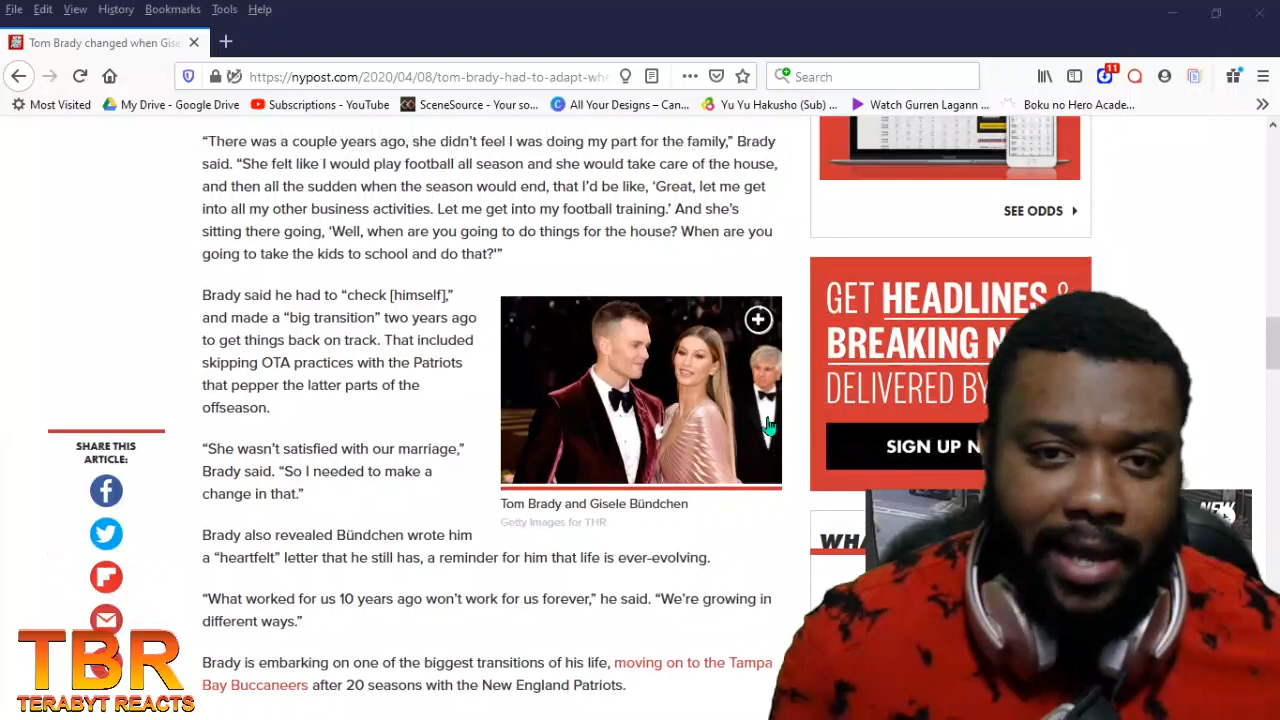 File Edit View History Bookmarks Tools Help
Tom Brady changed when Gise
https://nypost.com/2020/04/08/tom-brady-had-to-adapt-wh
Search
11
Most Visited My Drive - Google Drive Subscriptions - YouTube SceneSource - Your so... All Your Designes – Can... Yu Yu Hakusho (Sub) ... Watch Gurren Lagann ... Boku no Hero Acade...
“There was a couple years ago, she didn’t feel I was doing my part for the family,” Brady
said. “She felt like I would play football all season and she would take care of the house,
and then all the sudden when the season would end, that I’d be like, ‘Great, let me get
into all my other business activities. Let me get into my football training.’ And she’s
sitting there going, ‘Well, when are you going to do things for the house? When are you
going to take the kids to school and do that?’”
Brady said he had to “check [himself],”
and made a “big transition” two years ago
to get things back on track. That included
skipping OTA practices with the Patriots
that pepper the latter parts of the
offseason.
“She wasn’t satisfied with our marriage,”
Brady said. “So I needed to make a
change in that.”
Tom Brady and Gisele Bündchen
Getty Images for THR
Brady also revealed Bündchen wrote him
a “heartfelt” letter that he still has, a reminder for him that life is ever-evolving.
“What worked for us 10 years ago won’t work for us forever,” he said. “We’re growing in
different ways.”
Brady is embarking on one of the biggest transitions of his life, moving on to the Tampa
Bay Buccaneers after 20 seasons with the New England Patriots.
SHARE THIS
ARTICLE:
SEE ODDS
GET HEADLINES &
BREAKING N
DELIVERED BY
SIGN UP N
WHA
NEW
TBR
TERABYT REACTS